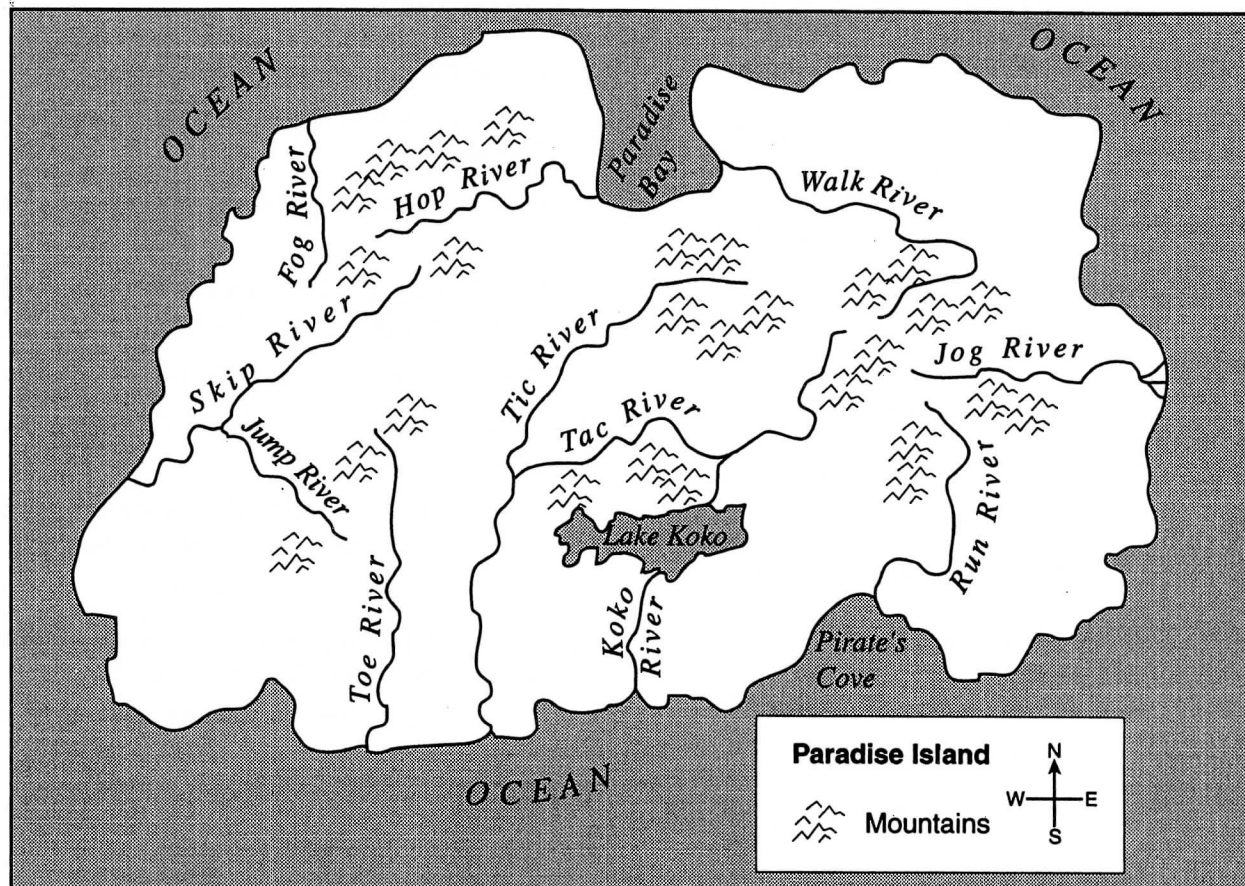 OCEAN
OCEAN
Paradise
Bay
Fog River
Hop River
Walk River
Skip River
Tic River
Jog River
Jump River
Tac River
Run River
Lake Koko
Toe River
Koko
River
Pirate's
Cove
OCEAN
Paradise Island
Mountains
N
W
E
S